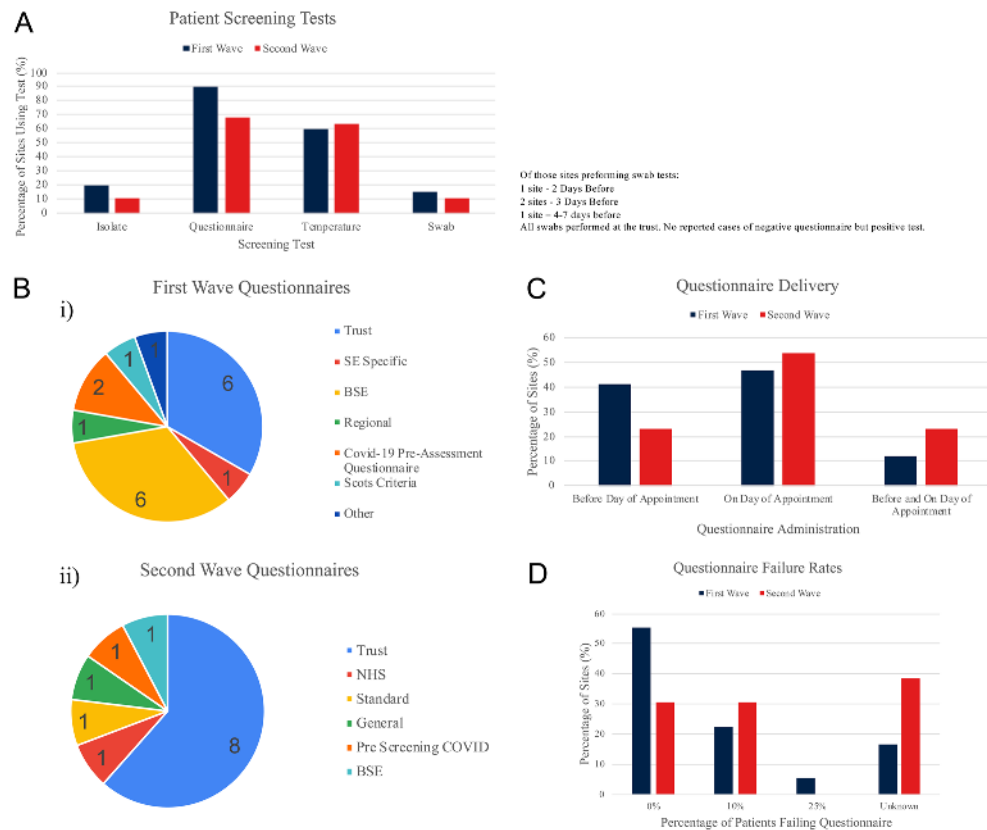 A
Patient Screening Tests
First Wave Second Wave
Percentage of Sites Using Test (%)
100
90
80
70
60
50
40
30
20
10
0
Isolate Questionnaire Temperature Swab
Screening Test
Of those sites preforming swab tests:
1 site - 2 Days Before
2 sites - 3 Days Before
1 site – 4-7 days before
All swabs performed at the trust. No reported cases of negative questionnaire but positive test.
B
First Wave Questionnaires
i)
6
1
6
1
2
1
1
Trust
SE Specific
BSE
Regional
Covid-19 Pre-Assessment
Questionnaire
Scots Criteria
Other
ii)
Second Wave Questionnaires
8
1
1
1
1
1
Trust
NHS
Standard
General
Pre Screening COVID
BSE
C
Questionnaire Delivery
First Wave Second Wave
Percentage of Sites (%)
60
50
40
30
20
10
0
Before Day of Appointment On Day of Appointment Before and On Day of
Appointment
Questionnaire Administration
D
Questionnaire Failure Rates
First Wave Second Wave
Percentage of Sites (%)
60
50
40
30
20
10
0
0% 10% 25% Unknown
Percentage of Patients Failing Questionnaire